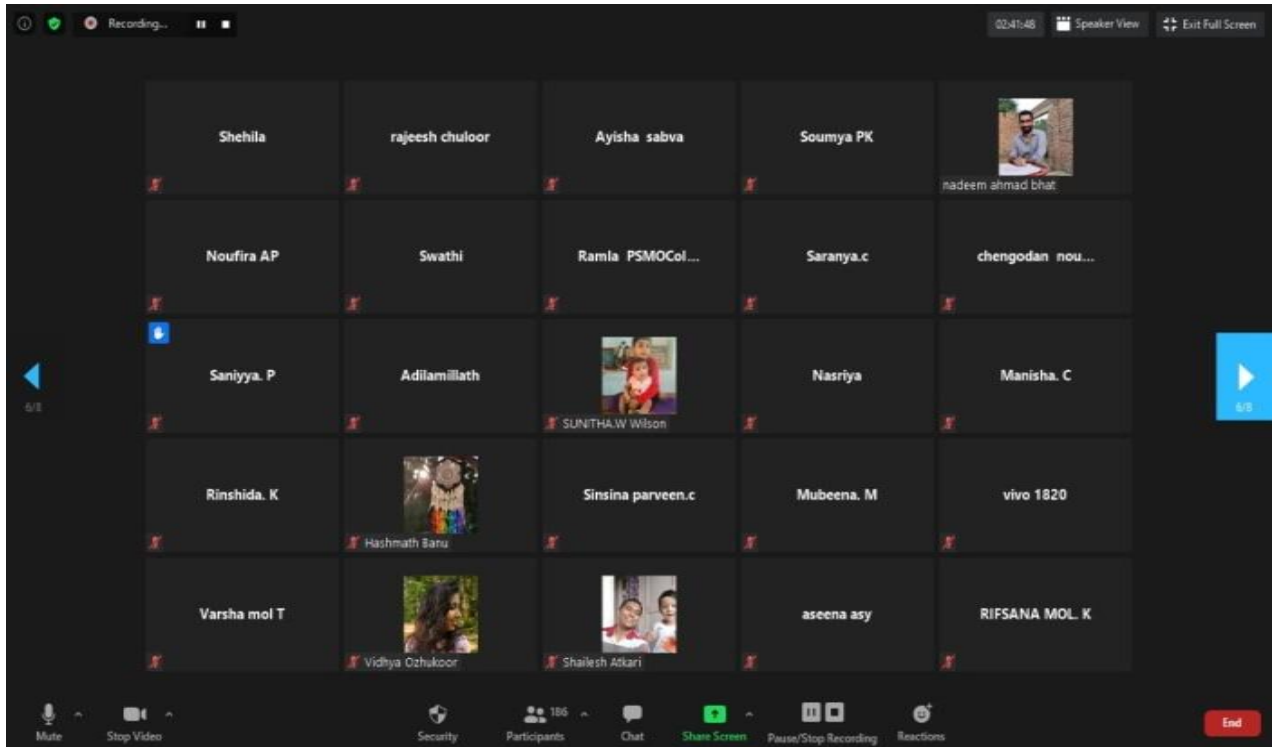 Recording...
02:41:48
Speaker View
Exit Full Screen
Shehila
rajeesh chuloor
Ayisha sabva
Soumya PK
nadeem ahmad bhat
Noufira AP
Swathi
Ramla PSMOCol...
Saranya.c
chengodan nou...
Saniyya. P
Adilamillath
SUNITHA.W Wilson
Nasriya
Manisha. C
6/8
6/8
Rinshida. K
Hashmath Banu
Sinsina parveen.c
Mubeena. M
vivo 1820
Varsha mol T
Vidhya Ozhukoor
Shailesh Atkari
aseena asy
RIFSANA MOL. K
Mute
Stop Video
Security
Participants
186
Chat
Share Screen
Pause/Stop Recording
Reactions
End